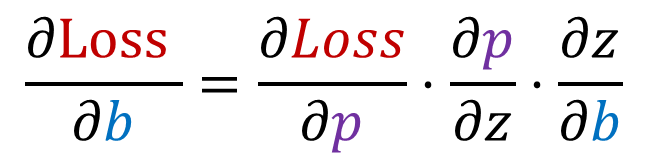 ∂Loss/∂b = ∂Loss/∂p · ∂p/∂z · ∂z/∂b